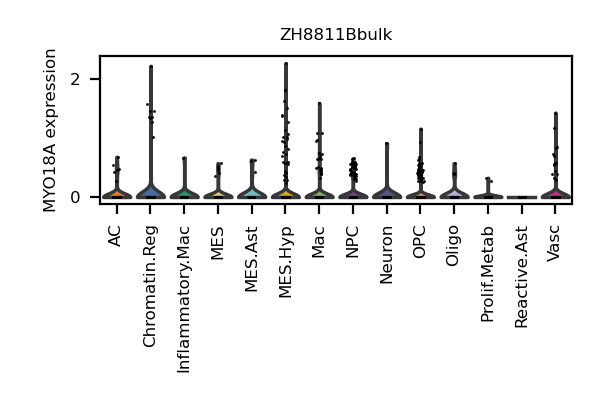 ZH8811Bbulk
MYO18A expression
2
0
AC
Chromatin.Reg
Inflammatory.Mac
MES
MES.Ast
MES.Hyp
Mac
NPC
Neuron
OPC
Oligo
Prolif.Metab
Reactive.Ast
Vasc